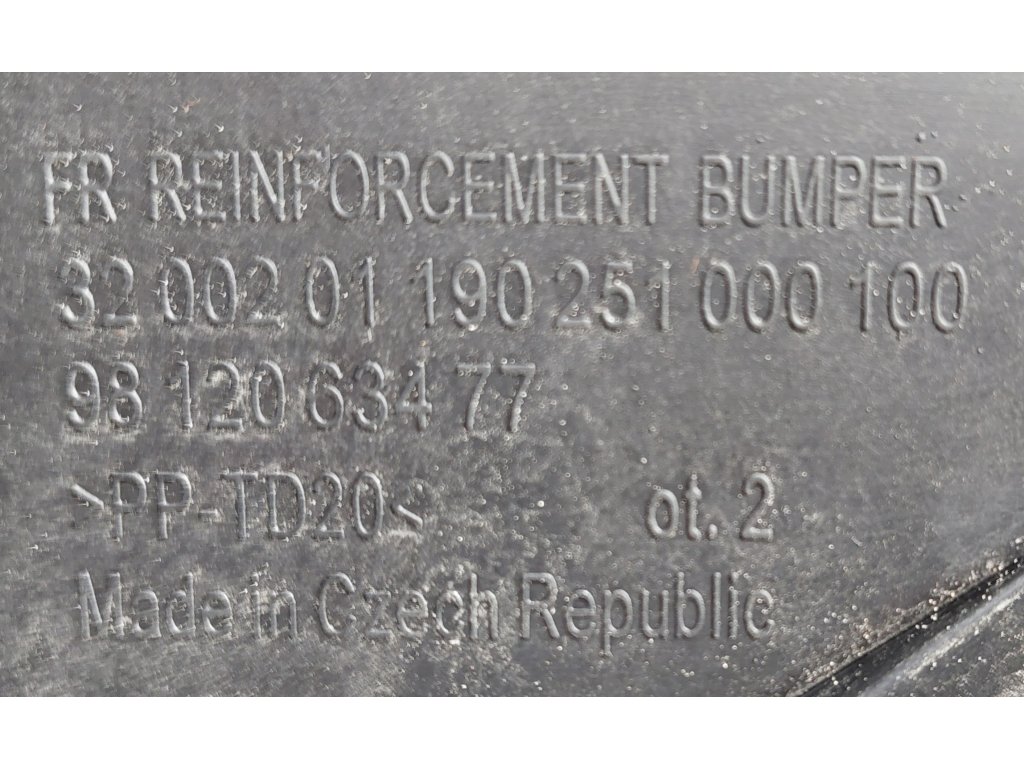 FR REINFORCEMENT BUMPER
32 002 01 190 251 000 100
98 120 634 77
>PP-TD20< ot. 2
Made in Czech Republic